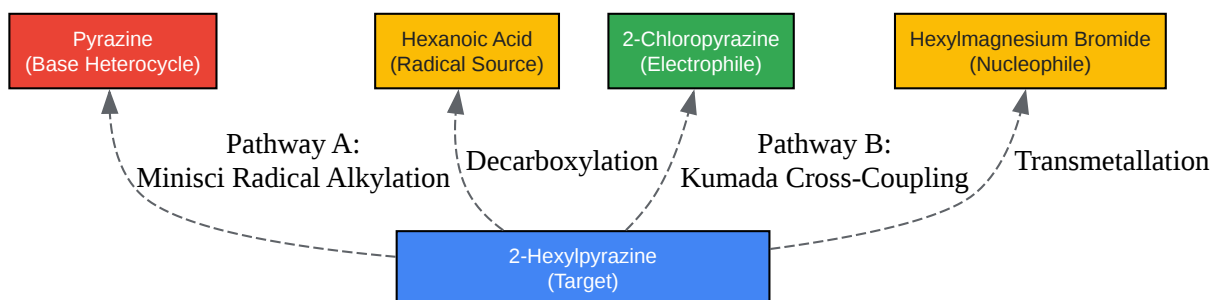 Pyrazine
(Base Heterocycle)
Hexanoic Acid
(Radical Source)
2-Chloropyrazine
(Electrophile)
Hexylmagnesium Bromide
(Nucleophile)
Pathway A:
Minisci Radical Alkylation
Decarboxylation
Pathway B:
Kumada Cross-Coupling
Transmetallation
2-Hexylpyrazine
(Target)